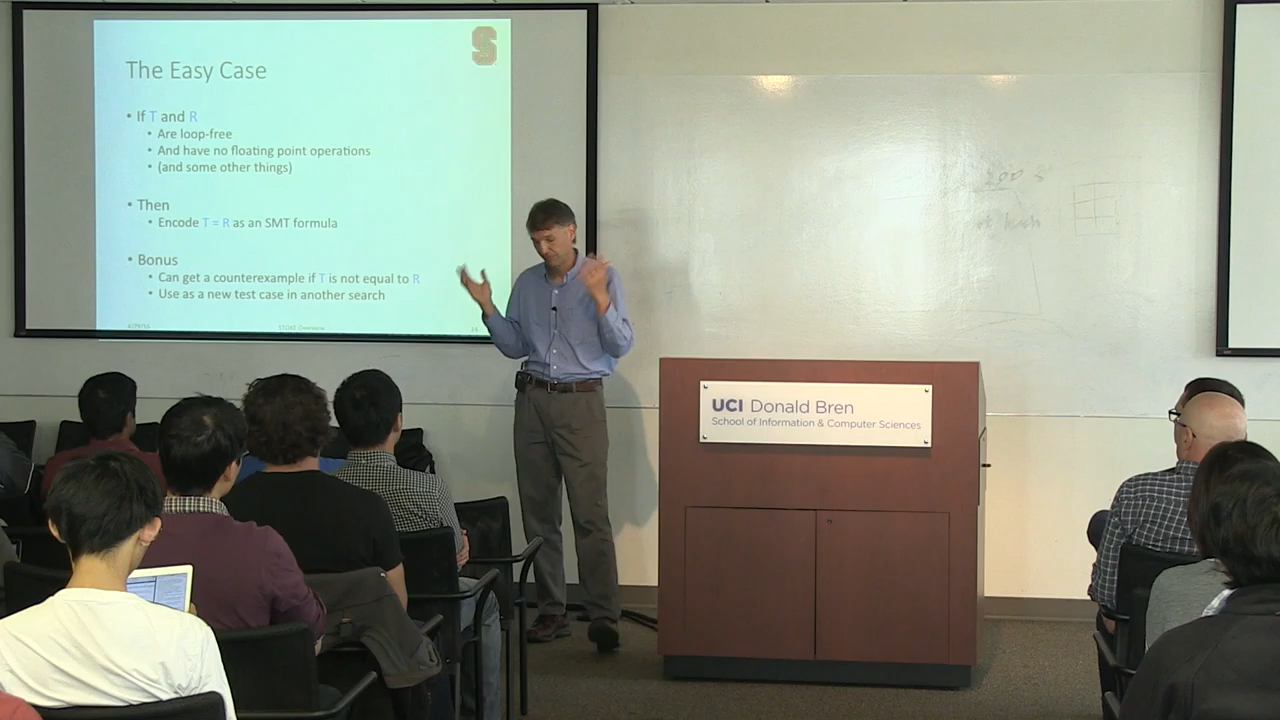 S
The Easy Case
• If T and R
• Are loop-free
• And have no floating point operations
• (and some other things)
• Then
• Encode T = R as an SMT formula
• Bonus
• Can get a counterexample if T is not equal to R
• Use as a new test case in another search
STOKE Overview
UCI Donald Bren
School of Information & Computer Sciences